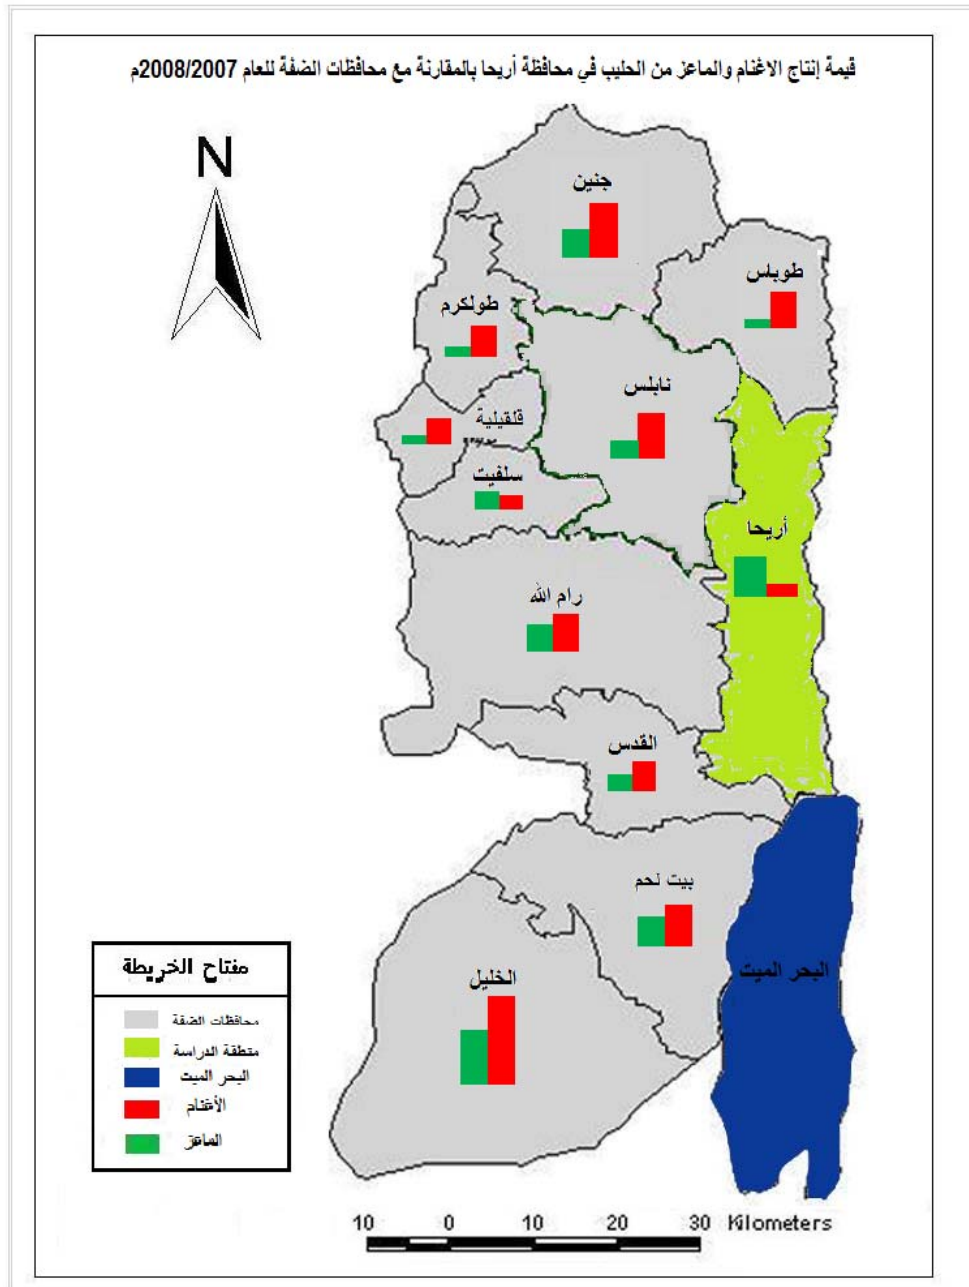 قيمة إنتاج الاغنام والماعز من الحليب في محافظة أريحا بالمقارنة مع محافظات الضفة للعام 2008/2007م
N
جنين
طوباس
طولكرم
نابلس
قلقيلية
سلفيت
أريحا
رام الله
القدس
بيت لحم
الخليل
البحر الميت
مفتاح الخريطة
محافظات الضفة
منطقة الدراسة
البحر الميت
الأغنام
الماعز
10 0 10 20 30 Kilometers